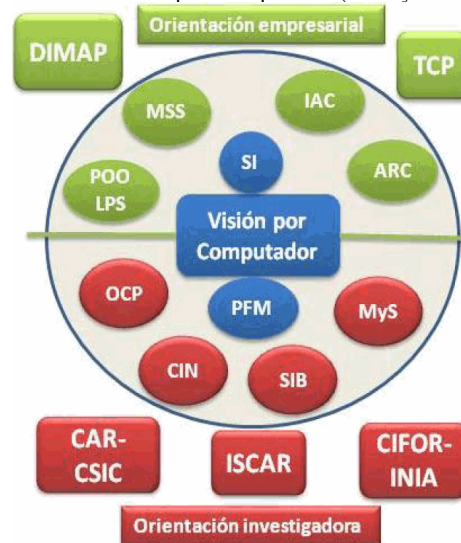 Orientación empresarial
DIMAP
TCP
MSS
IAC
SI
POO
LPS
ARC
Visión por
Computador
OCP
PFM
MyS
CIN
SIB
CAR-
CSIC
ISCAR
CIFOR-
INIA
Orientación investigadora